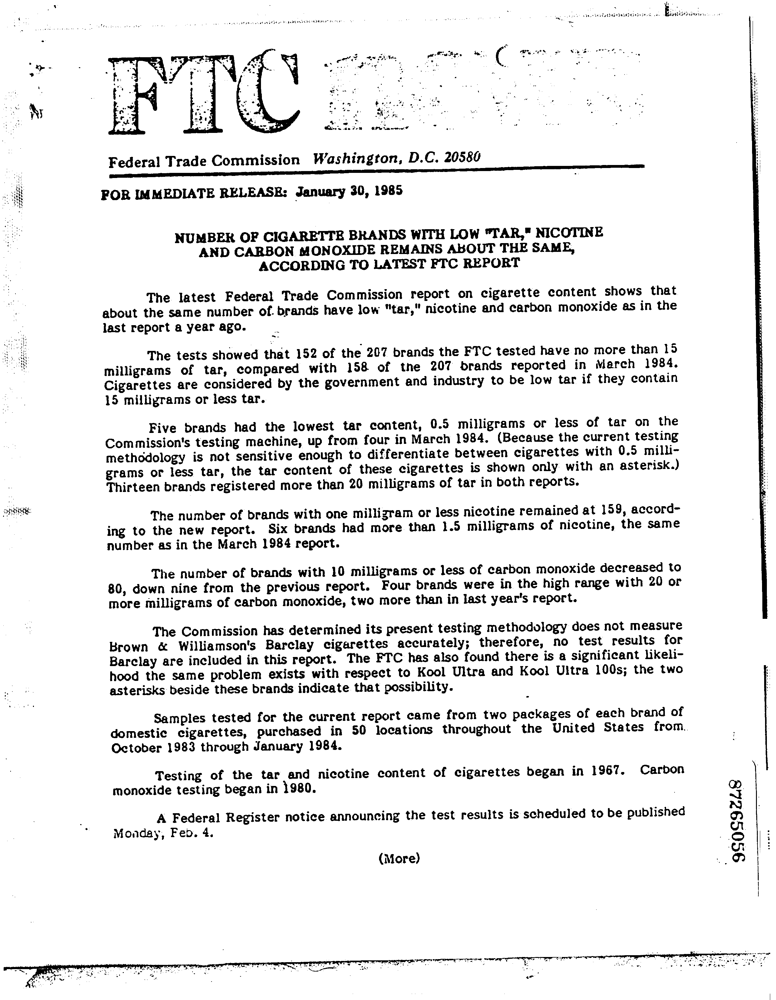 FTC NEWS
Federal Trade Commission Washington, D.C. 20580
FOR IMMEDIATE RELEASE: January 30, 1985
NUMBER OF CIGARETTE BRANDS WITH LOW "TAR," NICOTINE
AND CARBON MONOXIDE REMAINS ABOUT THE SAME,
ACCORDING TO LATEST FTC REPORT
The latest Federal Trade Commission report on cigarette content shows that
about the same number of brands have low "tar," nicotine and carbon monoxide as in the
last report a year ago.
The tests showed that 152 of the 207 brands the FTC tested have no more than 15
milligrams of tar, compared with 158 of the 207 brands reported in March 1984.
Cigarettes are considered by the government and industry to be low tar if they contain
15 milligrams or less tar.
Five brands had the lowest tar content, 0.5 milligrams or less of tar on the
Commission's testing machine, up from four in March 1984. (Because the current testing
methodology is not sensitive enough to differentiate between cigarettes with 0.5 milli-
grams or less tar, the tar content of these cigarettes is shown only with an asterisk.)
Thirteen brands registered more than 20 milligrams of tar in both reports.
The number of brands with one milligram or less nicotine remained at 159, accord-
ing to the new report. Six brands had more than 1.5 milligrams of nicotine, the same
number as in the March 1984 report.
The number of brands with 10 milligrams or less of carbon monoxide decreased to
80, down nine from the previous report. Four brands were in the high range with 20 or
more milligrams of carbon monoxide, two more than in last year's report.
The Commission has determined its present testing methodology does not measure
Brown & Williamson's Barclay cigarettes accurately; therefore, no test results for
Barclay are included in this report. The FTC has also found there is a significant likeli-
hood the same problem exists with respect to Kool Ultra and Kool Ultra 100s; the two
asterisks beside these brands indicate that possibility.
Samples tested for the current report came from two packages of each brand of
domestic cigarettes, purchased in 50 locations throughout the United States from
October 1983 through January 1984.
Testing of the tar and nicotine content of cigarettes began in 1967. Carbon
monoxide testing began in 1980.
A Federal Register notice announcing the test results is scheduled to be published
Monday, Feb. 4.
(More)
87265056